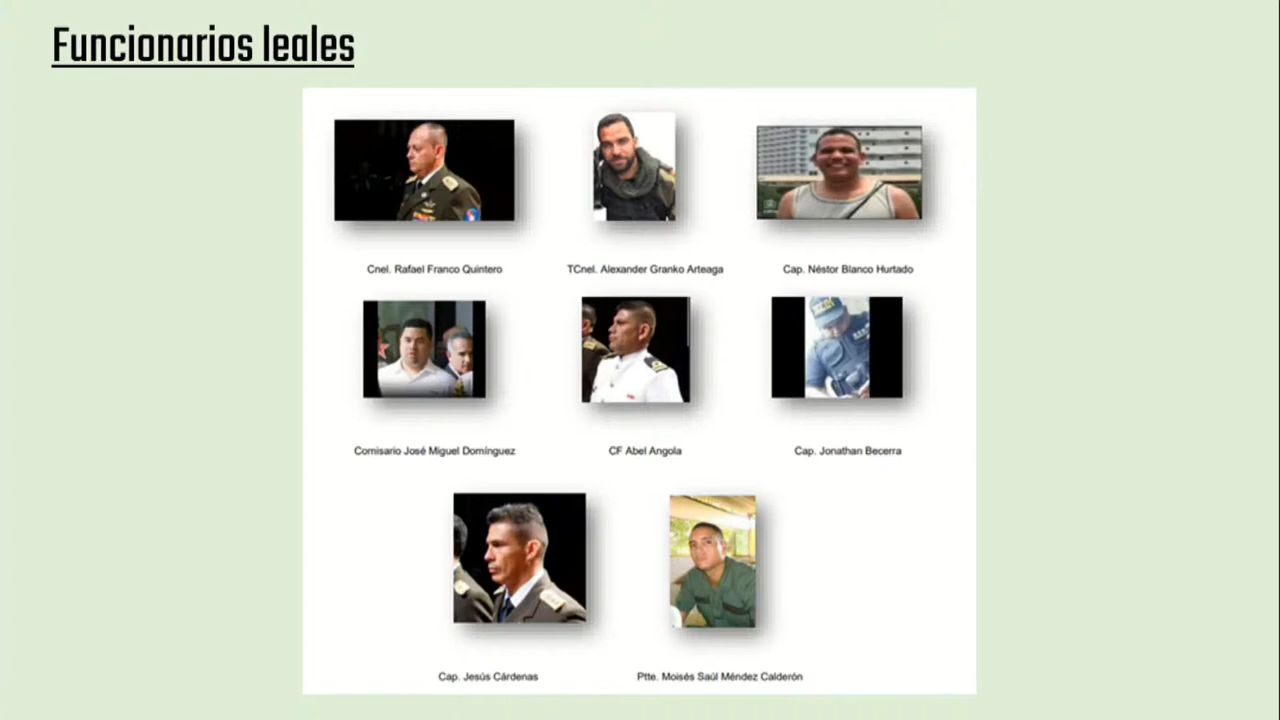 Funcionarios leales
Cnel. Rafael Franco Quintero
TCnel. Alexander Granko Arteaga
Cap. Néstor Blanco Hurtado
Comisario José Miguel Domínguez
CF Abel Angola
Cap. Jonathan Becerra
Cap. Jesús Cárdenas
Ptte. Moisés Saúl Méndez Calderón